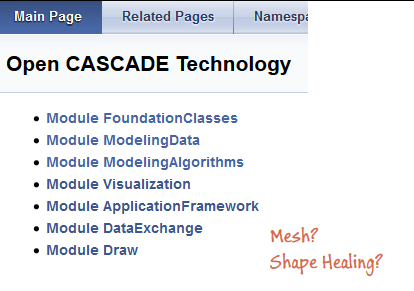 Main Page Related Pages Namespa
Open CASCADE Technology
Module FoundationClasses
Module ModelingData
Module ModelingAlgorithms
Module Visualization
Module ApplicationFramework
Module DataExchange
Module Draw
Mesh?
Shape Healing?